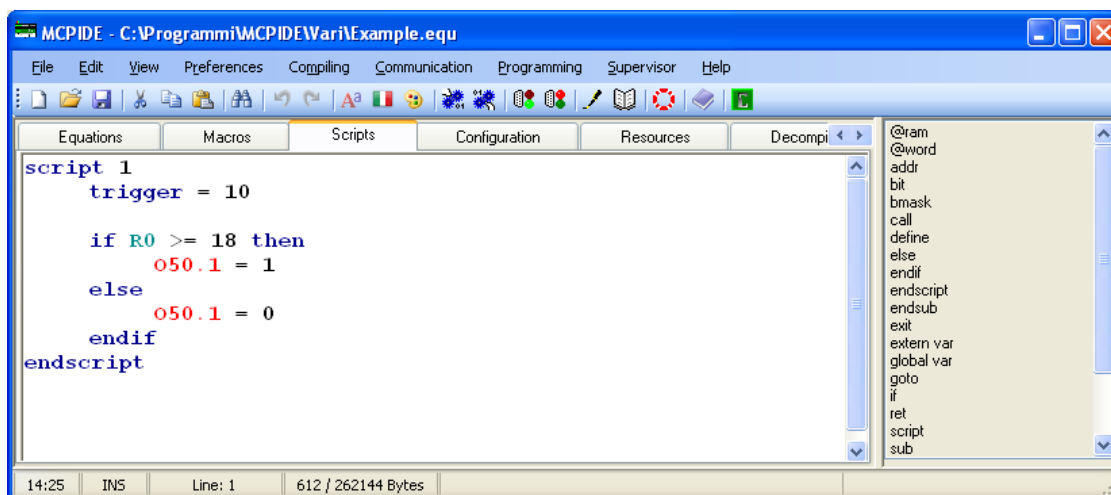 MCPIDE - C:\Programmi\MCPIDE\Vari\Example.equ
File Edit View Preferences Compiling Communication Programming Supervisor Help
Equations Macros Scripts Configuration Resources Decompi
script 1
trigger = 10
if R0 >= 18 then
O50.1 = 1
else
O50.1 = 0
endif
endscript
@ram
@word
addr
bit
bmask
call
define
else
endif
endscript
endsub
exit
extern var
global var
goto
if
ret
script
sub
14:25 INS Line: 1 612 / 262144 Bytes